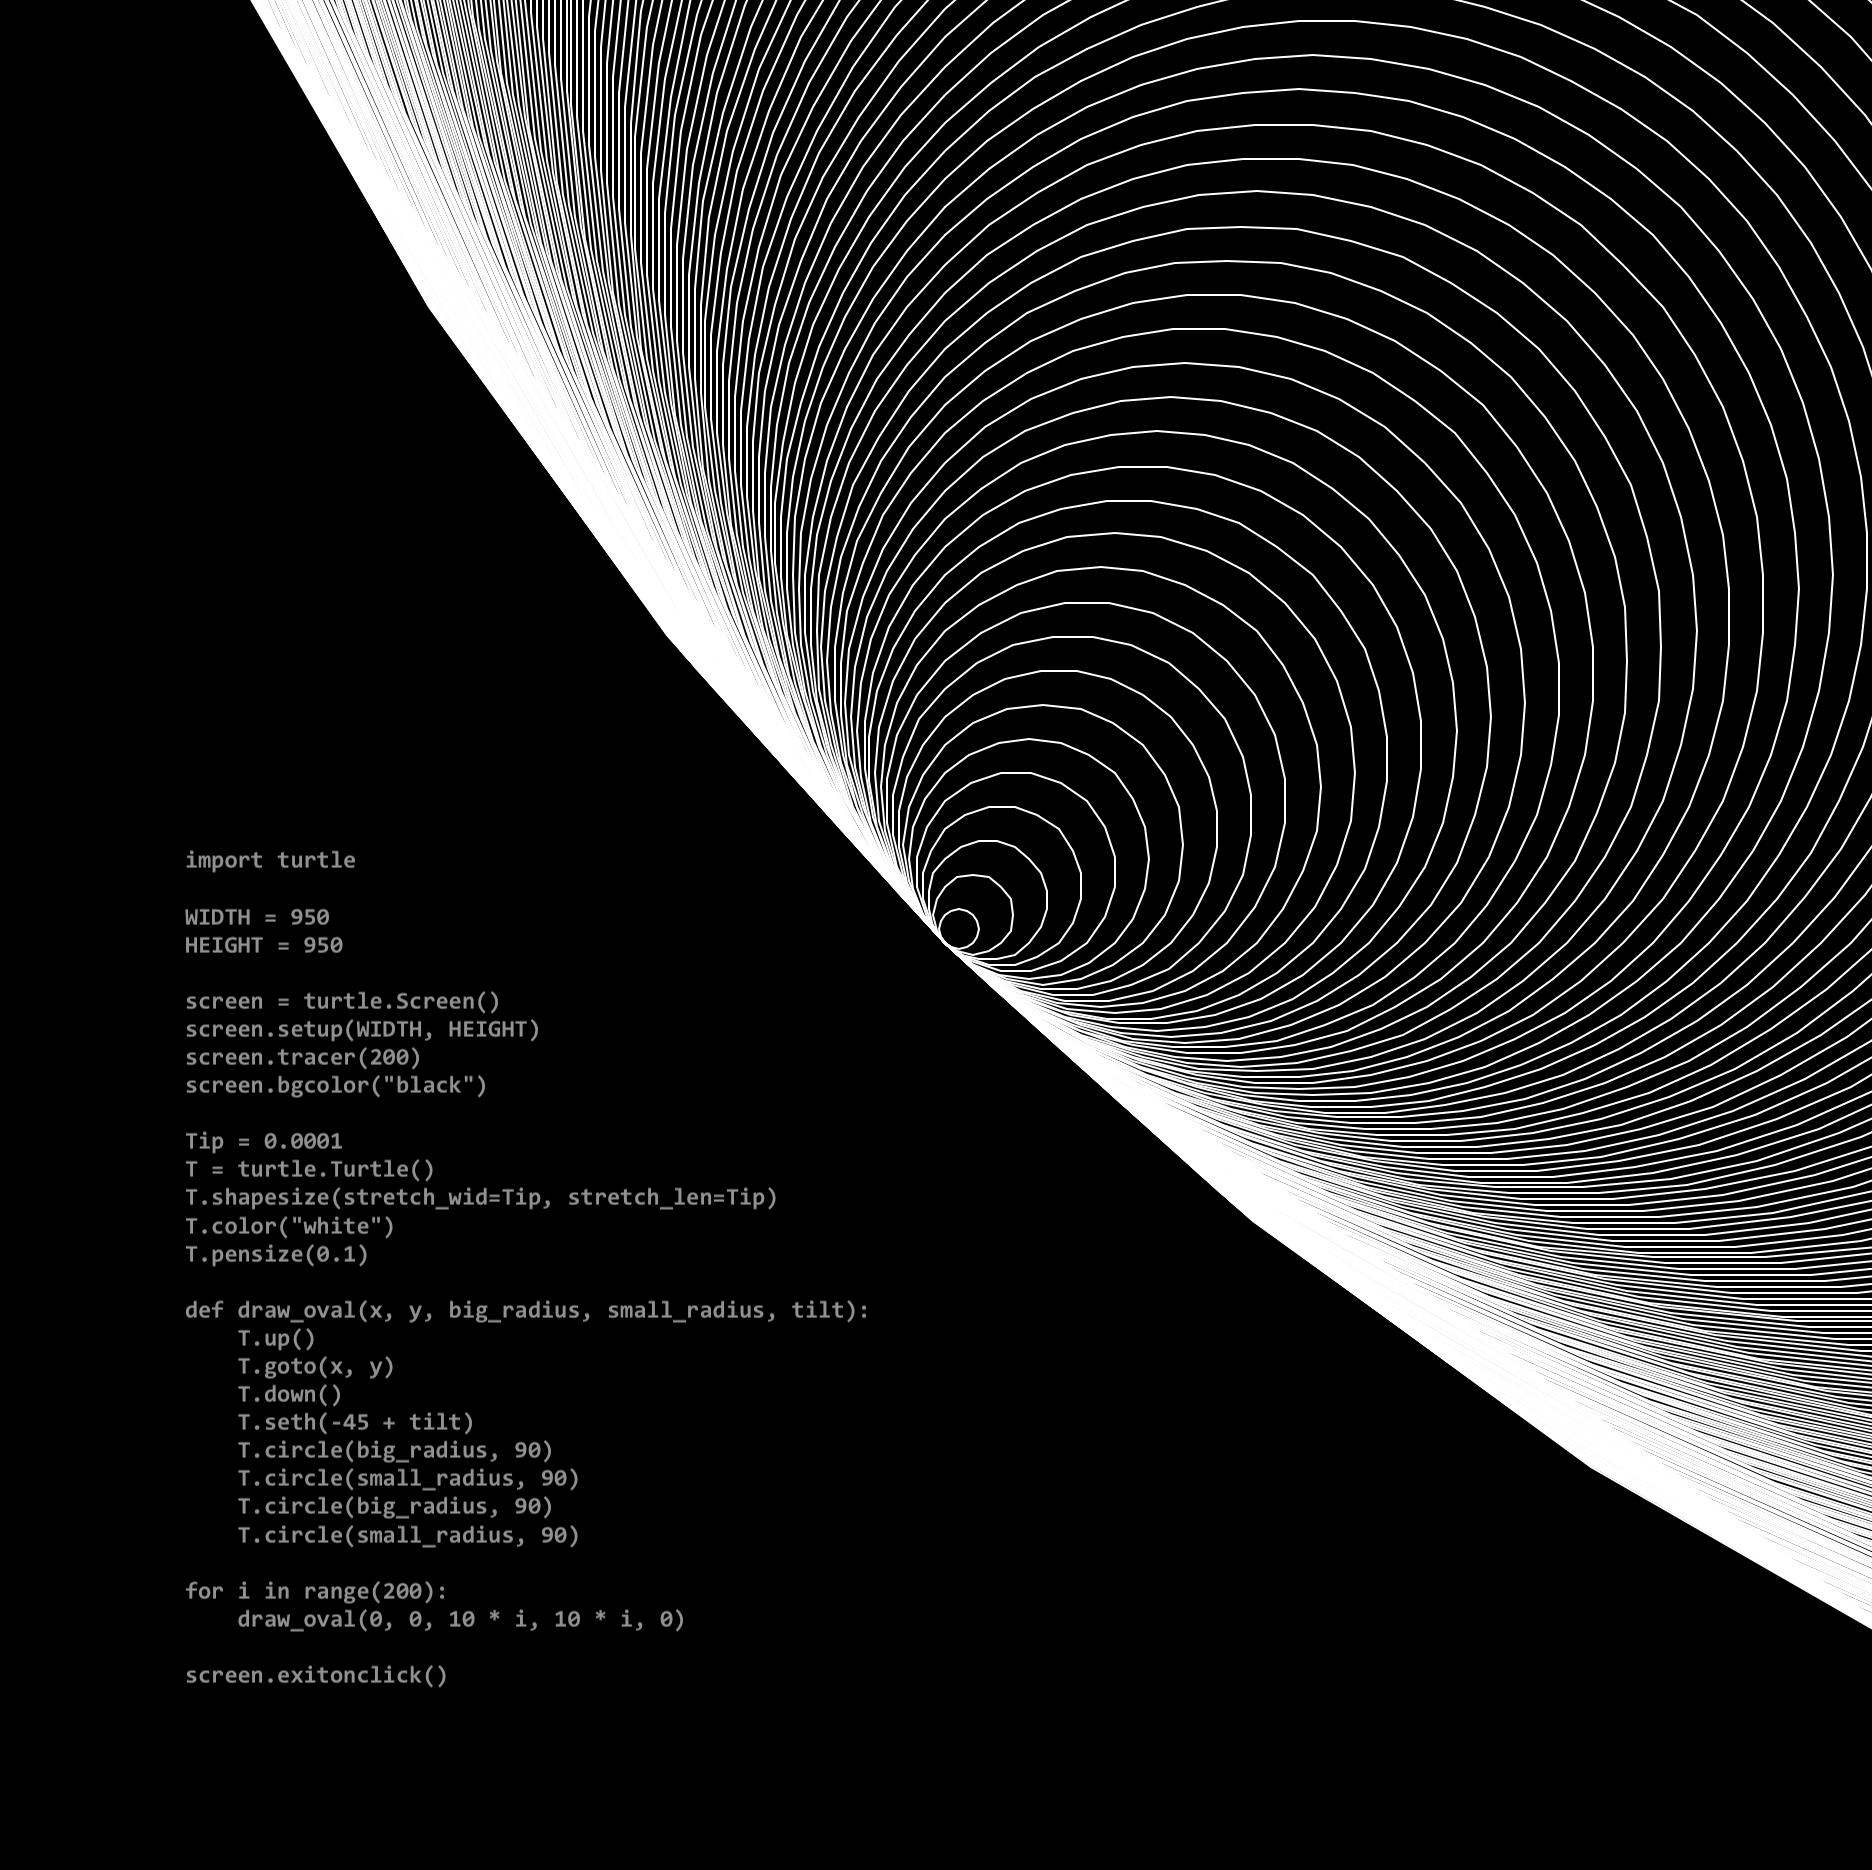 import turtle

WIDTH = 950
HEIGHT = 950

screen = turtle.Screen()
screen.setup(WIDTH, HEIGHT)
screen.tracer(200)
screen.bgcolor("black")

Tip = 0.0001
T = turtle.Turtle()
T.shapesize(stretch_wid=Tip, stretch_len=Tip)
T.color("white")
T.pensize(0.1)

def draw_oval(x, y, big_radius, small_radius, tilt):
    T.up()
    T.goto(x, y)
    T.down()
    T.seth(-45 + tilt)
    T.circle(big_radius, 90)
    T.circle(small_radius, 90)
    T.circle(big_radius, 90)
    T.circle(small_radius, 90)

for i in range(200):
    draw_oval(0, 0, 10 * i, 10 * i, 0)

screen.exitonclick()